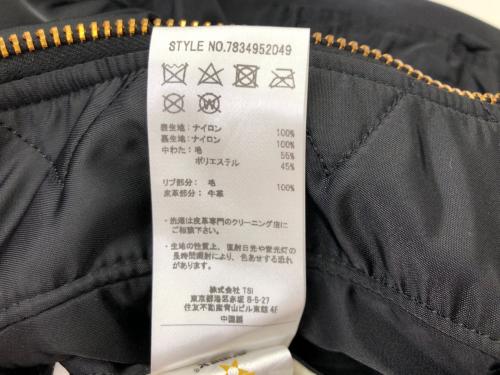 STYLE NO.7834952049
表生地:ナイロン 100%
裏生地:ナイロン 100%
中わた:毛 55%
ポリエステル 45%
リブ部分:毛 100%
皮革部分:牛革
・洗濯は皮革専門のクリーニング店に
ご相談下さい。
・生地の性質上、直射日光や蛍光灯の
長時間照射により、色あせする恐れ
があります。
株式会社 TSI
東京都港区赤坂 8-5-27
住友不動産青山ビル東館 4F
中国製